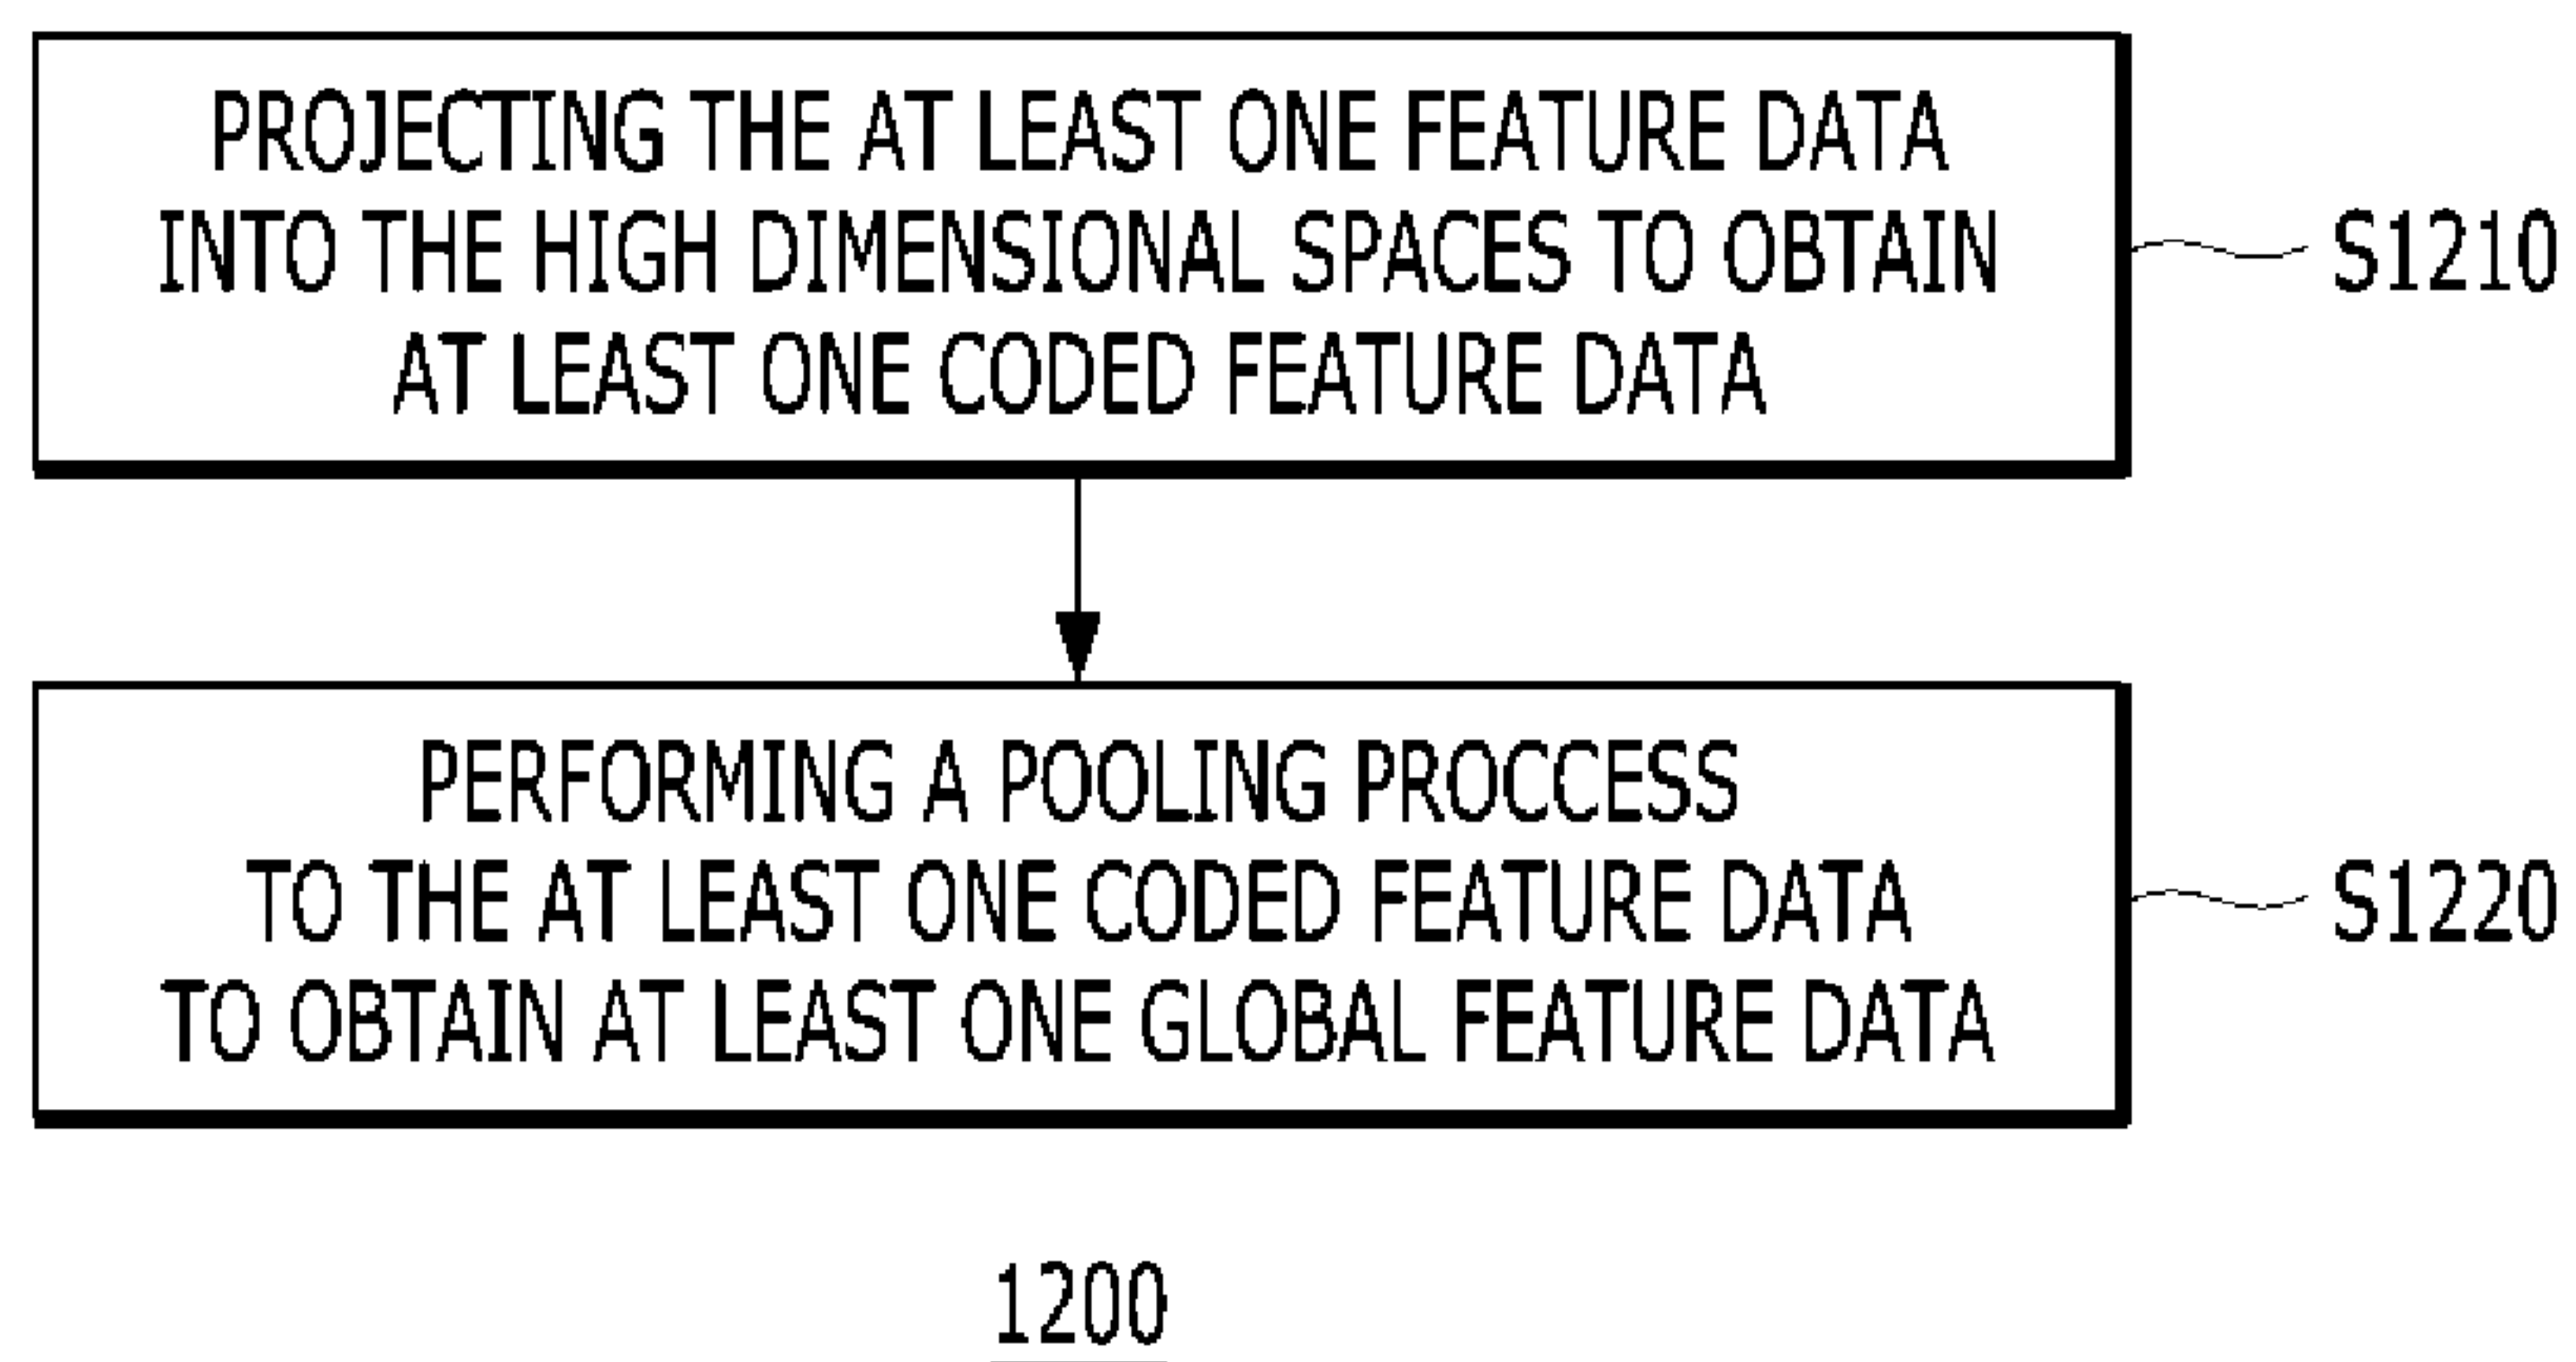 PROJECTING THE AT LEAST ONE FEATURE DATA
INTO THE HIGH DIMENSIONAL SPACES TO OBTAIN
AT LEAST ONE CODED FEATURE DATA
S1210
PERFORMING A POOLING PROCCESS
TO THE AT LEAST ONE CODED FEATURE DATA
TO OBTAIN AT LEAST ONE GLOBAL FEATURE DATA
S1220
1200